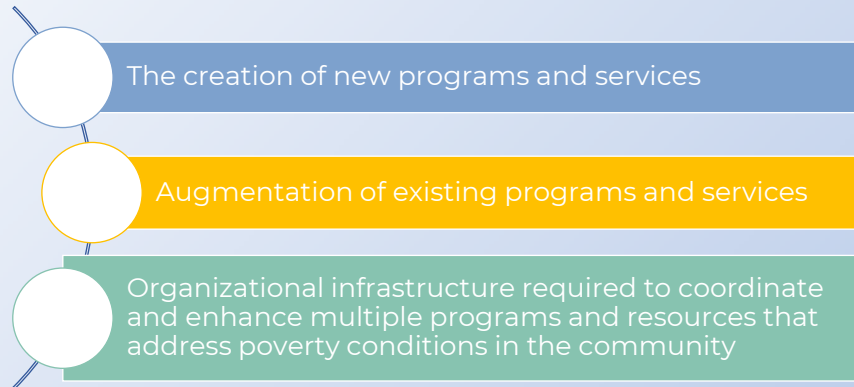 The creation of new programs and services
Augmentation of existing programs and services
Organizational infrastructure required to coordinate
and enhance multiple programs and resources that
address poverty conditions in the community